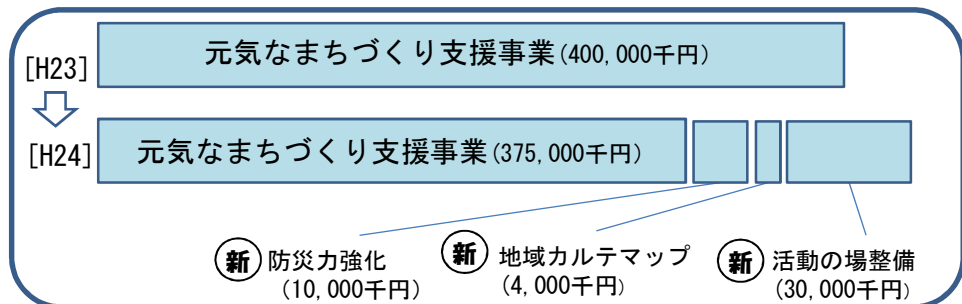 [H23] 元気なまちづくり支援事業(400,000千円)
[H24] 元気なまちづくり支援事業(375,000千円)
新 防災力強化
(10,000千円)
新 地域カルテマップ
(4,000千円)
新 活動の場整備
(30,000千円)